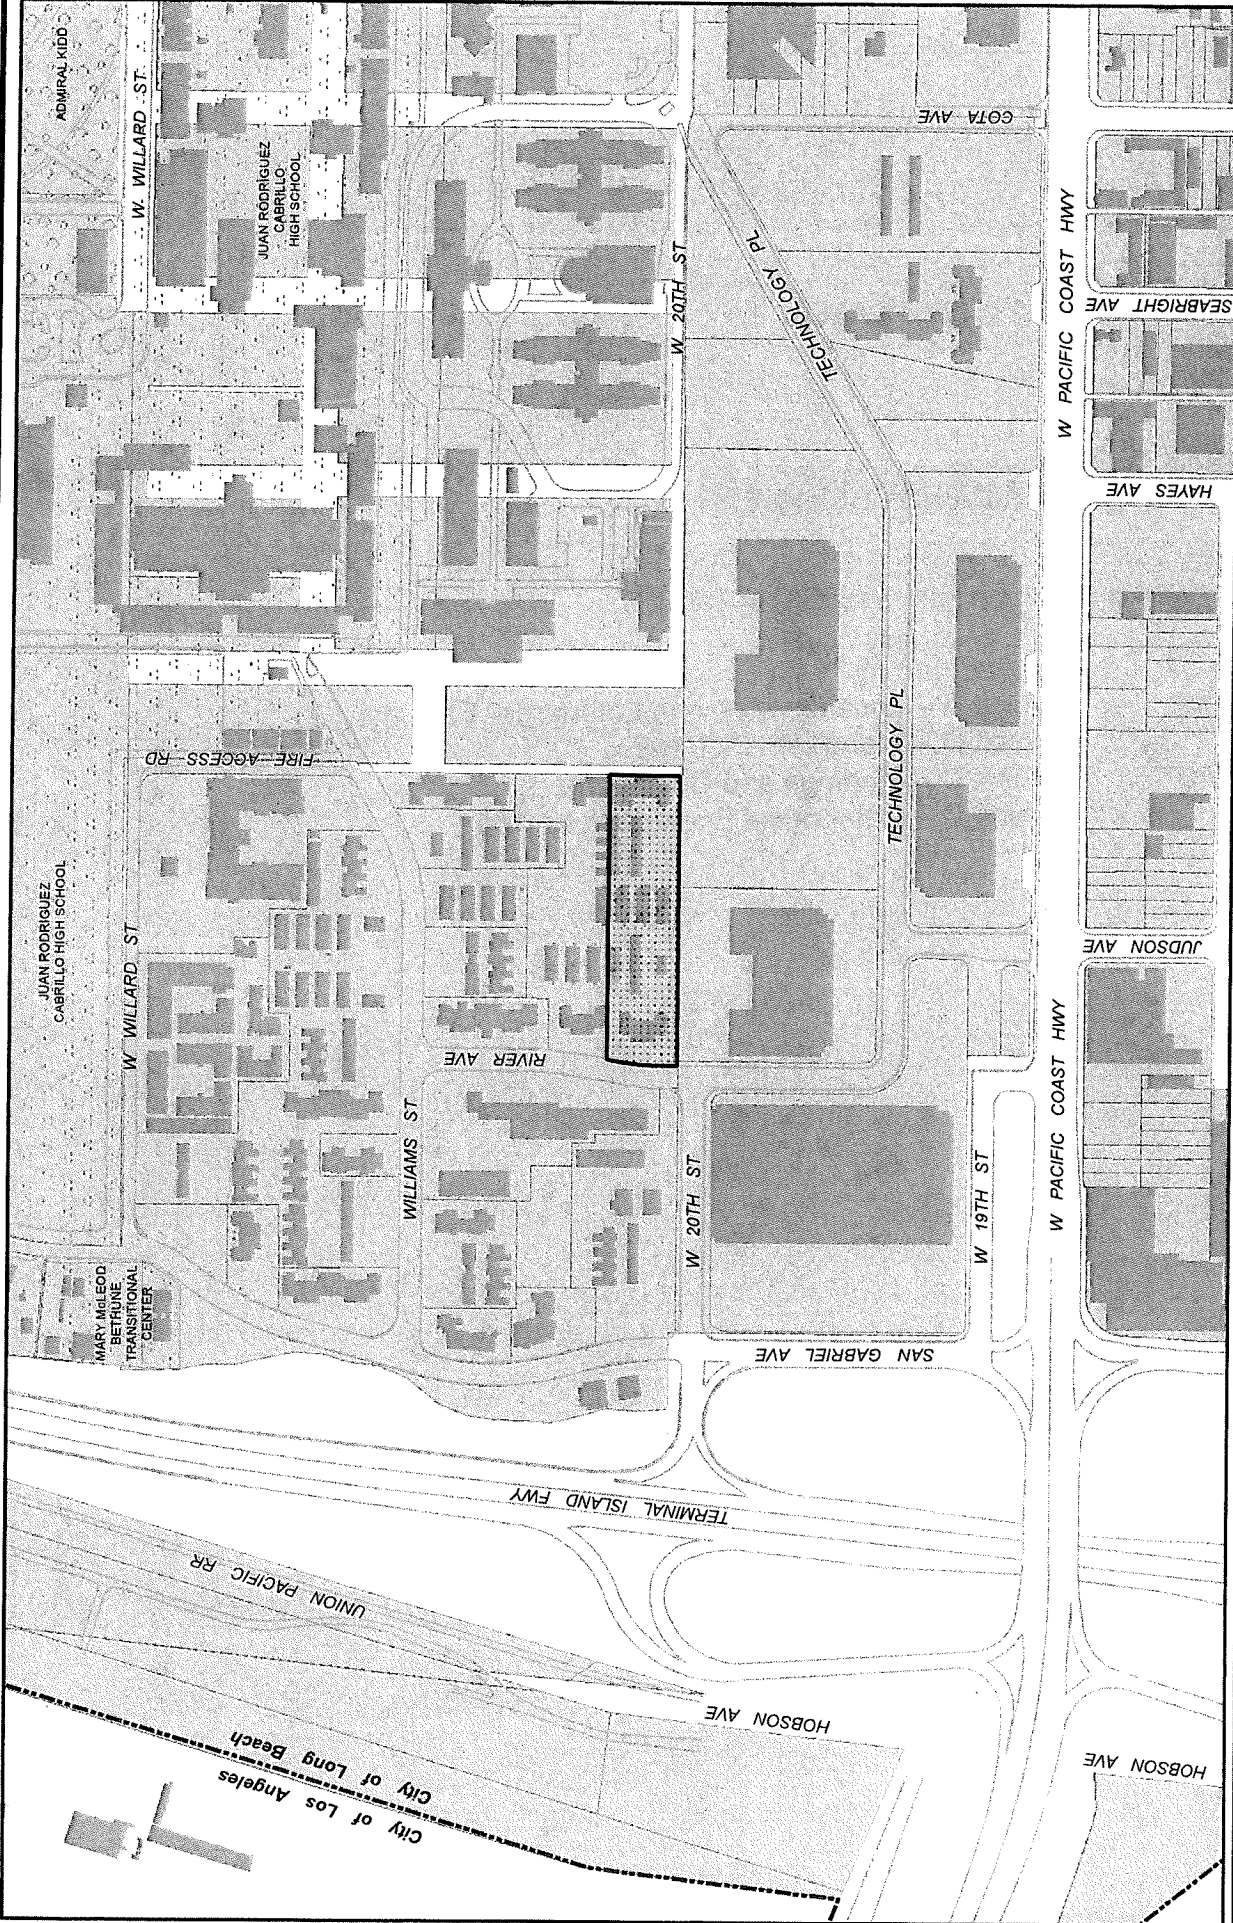 ADMIRAL KIDD
W. WILLARD ST
JUAN RODRIGUEZ
CABRILLO
HIGH SCHOOL
COTA AVE
W PACIFIC COAST HWY
SEABRIGHT AVE
TECHNOLOGY PL
W 20TH ST
HAYES AVE
FIRE ACCESS RD
TECHNOLOGY PL
JUAN RODRIGUEZ
CABRILLO HIGH SCHOOL
W WILLARD ST
JUDSON AVE
RIVER AVE
WILLIAMS ST
W 20TH ST
W 19TH ST
W PACIFIC COAST HWY
MARY McLEOD
BETHUNE
TRANSITIONAL
CENTER
SAN GABRIEL AVE
TERMINAL ISLAND FWY
UNION PACIFIC RR
HOBSON AVE
HOBSON AVE
City of Long Beach
City of Los Angeles